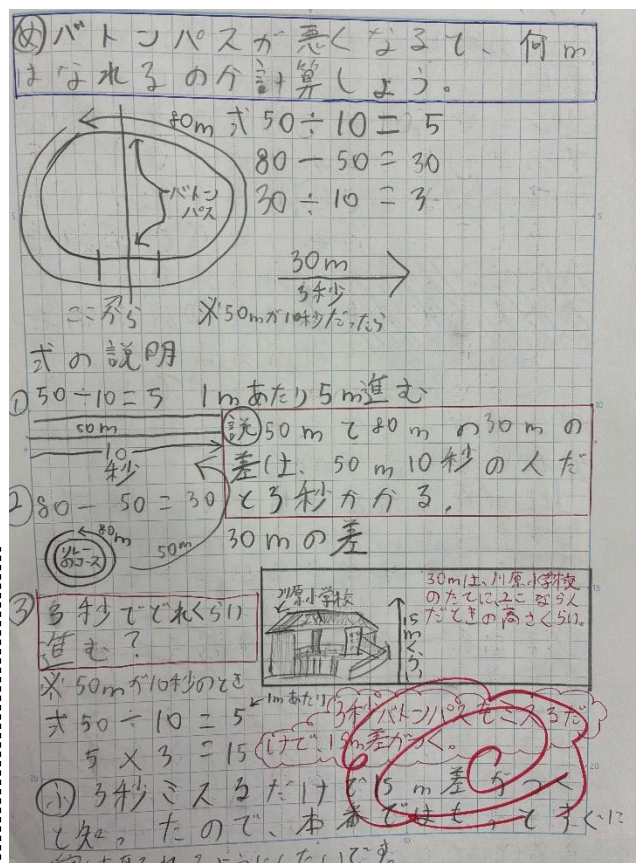 め バトンパスが悪くなると、何m
はなれるのか計算しよう。
80m
式 50÷10=5
80-50=30
30÷10=3
バトン
パス
30m
3秒
ここから
※50mが10秒だったら
式の説明
① 50÷10=5 1mあたり5m進む
50m
10
秒
説 50mと80mの30mの
差は、50m10秒の人だ
と3秒かかる。
② 80-50=30
80m
リレー
のコース
50m
30mの差
③ 3秒でどれくらい
進む?
川原小学校
15mくらい
30mは、川原小学校
のたてに2こならん
だときの高さくらい。
※50mが10秒のとき
式 50÷10=5
←1mあたり
5×3=15
3秒バトンパスをミスるだ
けで、15m差がつく。
ふ 3秒ミスるだけで15m差がつく
と知ったので、本番ではもっとすぐに